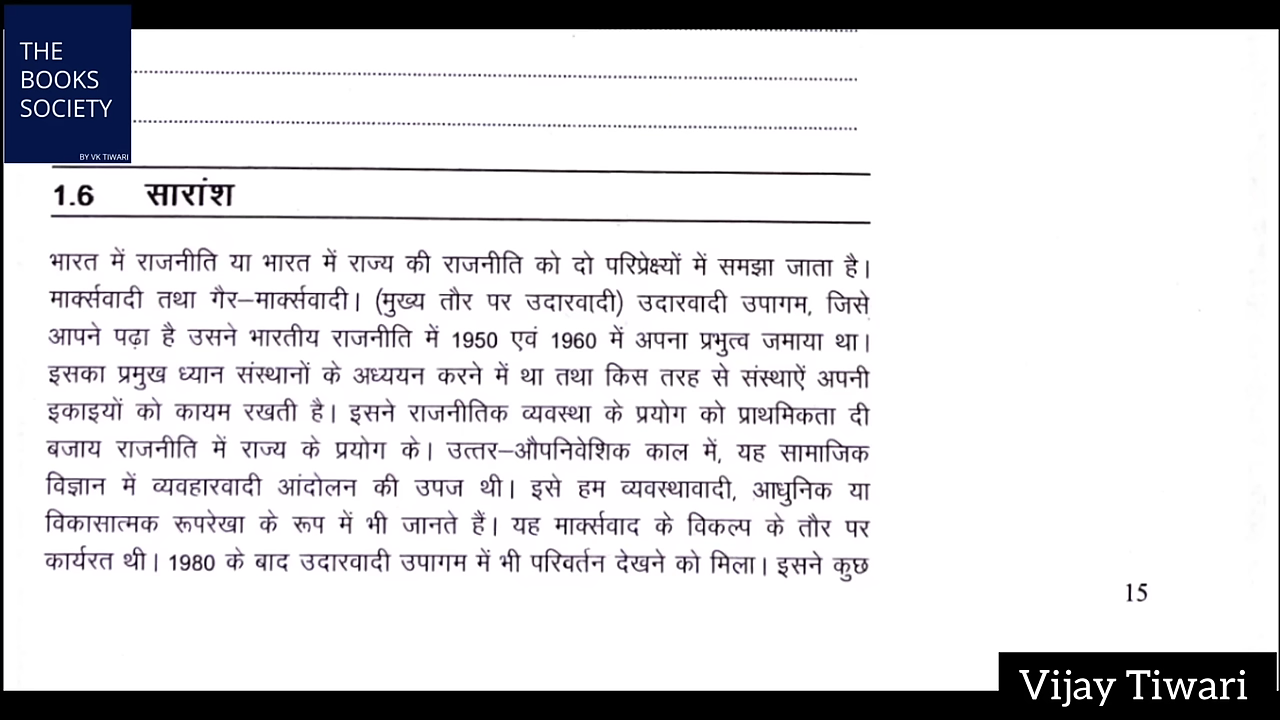 THE
BOOKS
SOCIETY
BY VK TIWARI
1.6 सारांश
भारत में राजनीति या भारत में राज्य की राजनीति को दो परिप्रेक्ष्यों में समझा जाता है।
मार्क्सवादी तथा गैर–मार्क्सवादी। (मुख्य तौर पर उदारवादी) उदारवादी उपागम, जिसे
आपने पढ़ा है उसने भारतीय राजनीति में 1950 एवं 1960 में अपना प्रभुत्व जमाया था।
इसका प्रमुख ध्यान संस्थानों के अध्ययन करने में था तथा किस तरह से संस्थाऐं अपनी
इकाइयों को कायम रखती है। इसने राजनीतिक व्यवस्था के प्रयोग को प्राथमिकता दी
बजाय राजनीति में राज्य के प्रयोग के। उत्तर–औपनिवेशिक काल में, यह सामाजिक
विज्ञान में व्यवहारवादी आंदोलन की उपज थी। इसे हम व्यवस्थावादी, आधुनिक या
विकासात्मक रूपरेखा के रूप में भी जानते हैं। यह मार्क्सवाद के विकल्प के तौर पर
कार्यरत थी। 1980 के बाद उदारवादी उपागम में भी परिवर्तन देखने को मिला। इसने कुछ
15
Vijay Tiwari